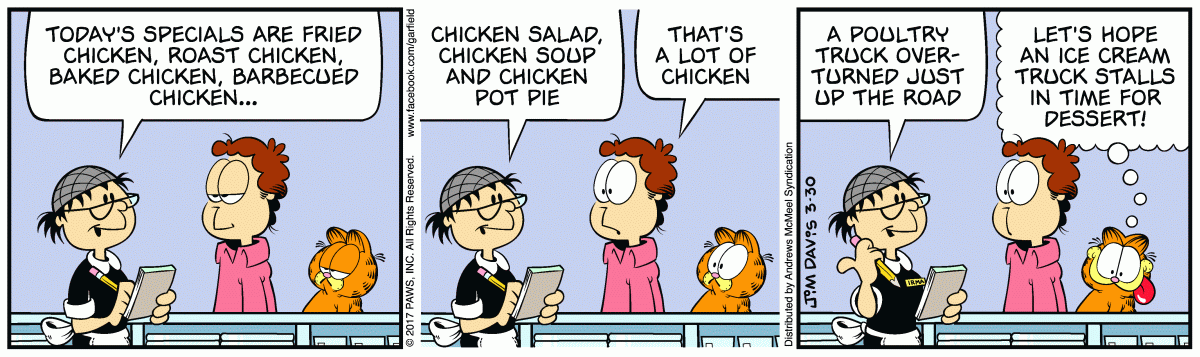 TODAY'S SPECIALS ARE FRIED
CHICKEN, ROAST CHICKEN,
BAKED CHICKEN, BARBECUED
CHICKEN...
© 2017 PAWS, INC. All Rights Reserved. www.facebook.com/garfield
CHICKEN SALAD,
CHICKEN SOUP
AND CHICKEN
POT PIE
THAT'S
A LOT OF
CHICKEN
Distributed by Andrews McMeel Syndication
JIM DAVIS 3·30
A POULTRY
TRUCK OVER-
TURNED JUST
UP THE ROAD
IRMA
LET'S HOPE
AN ICE CREAM
TRUCK STALLS
IN TIME FOR
DESSERT!